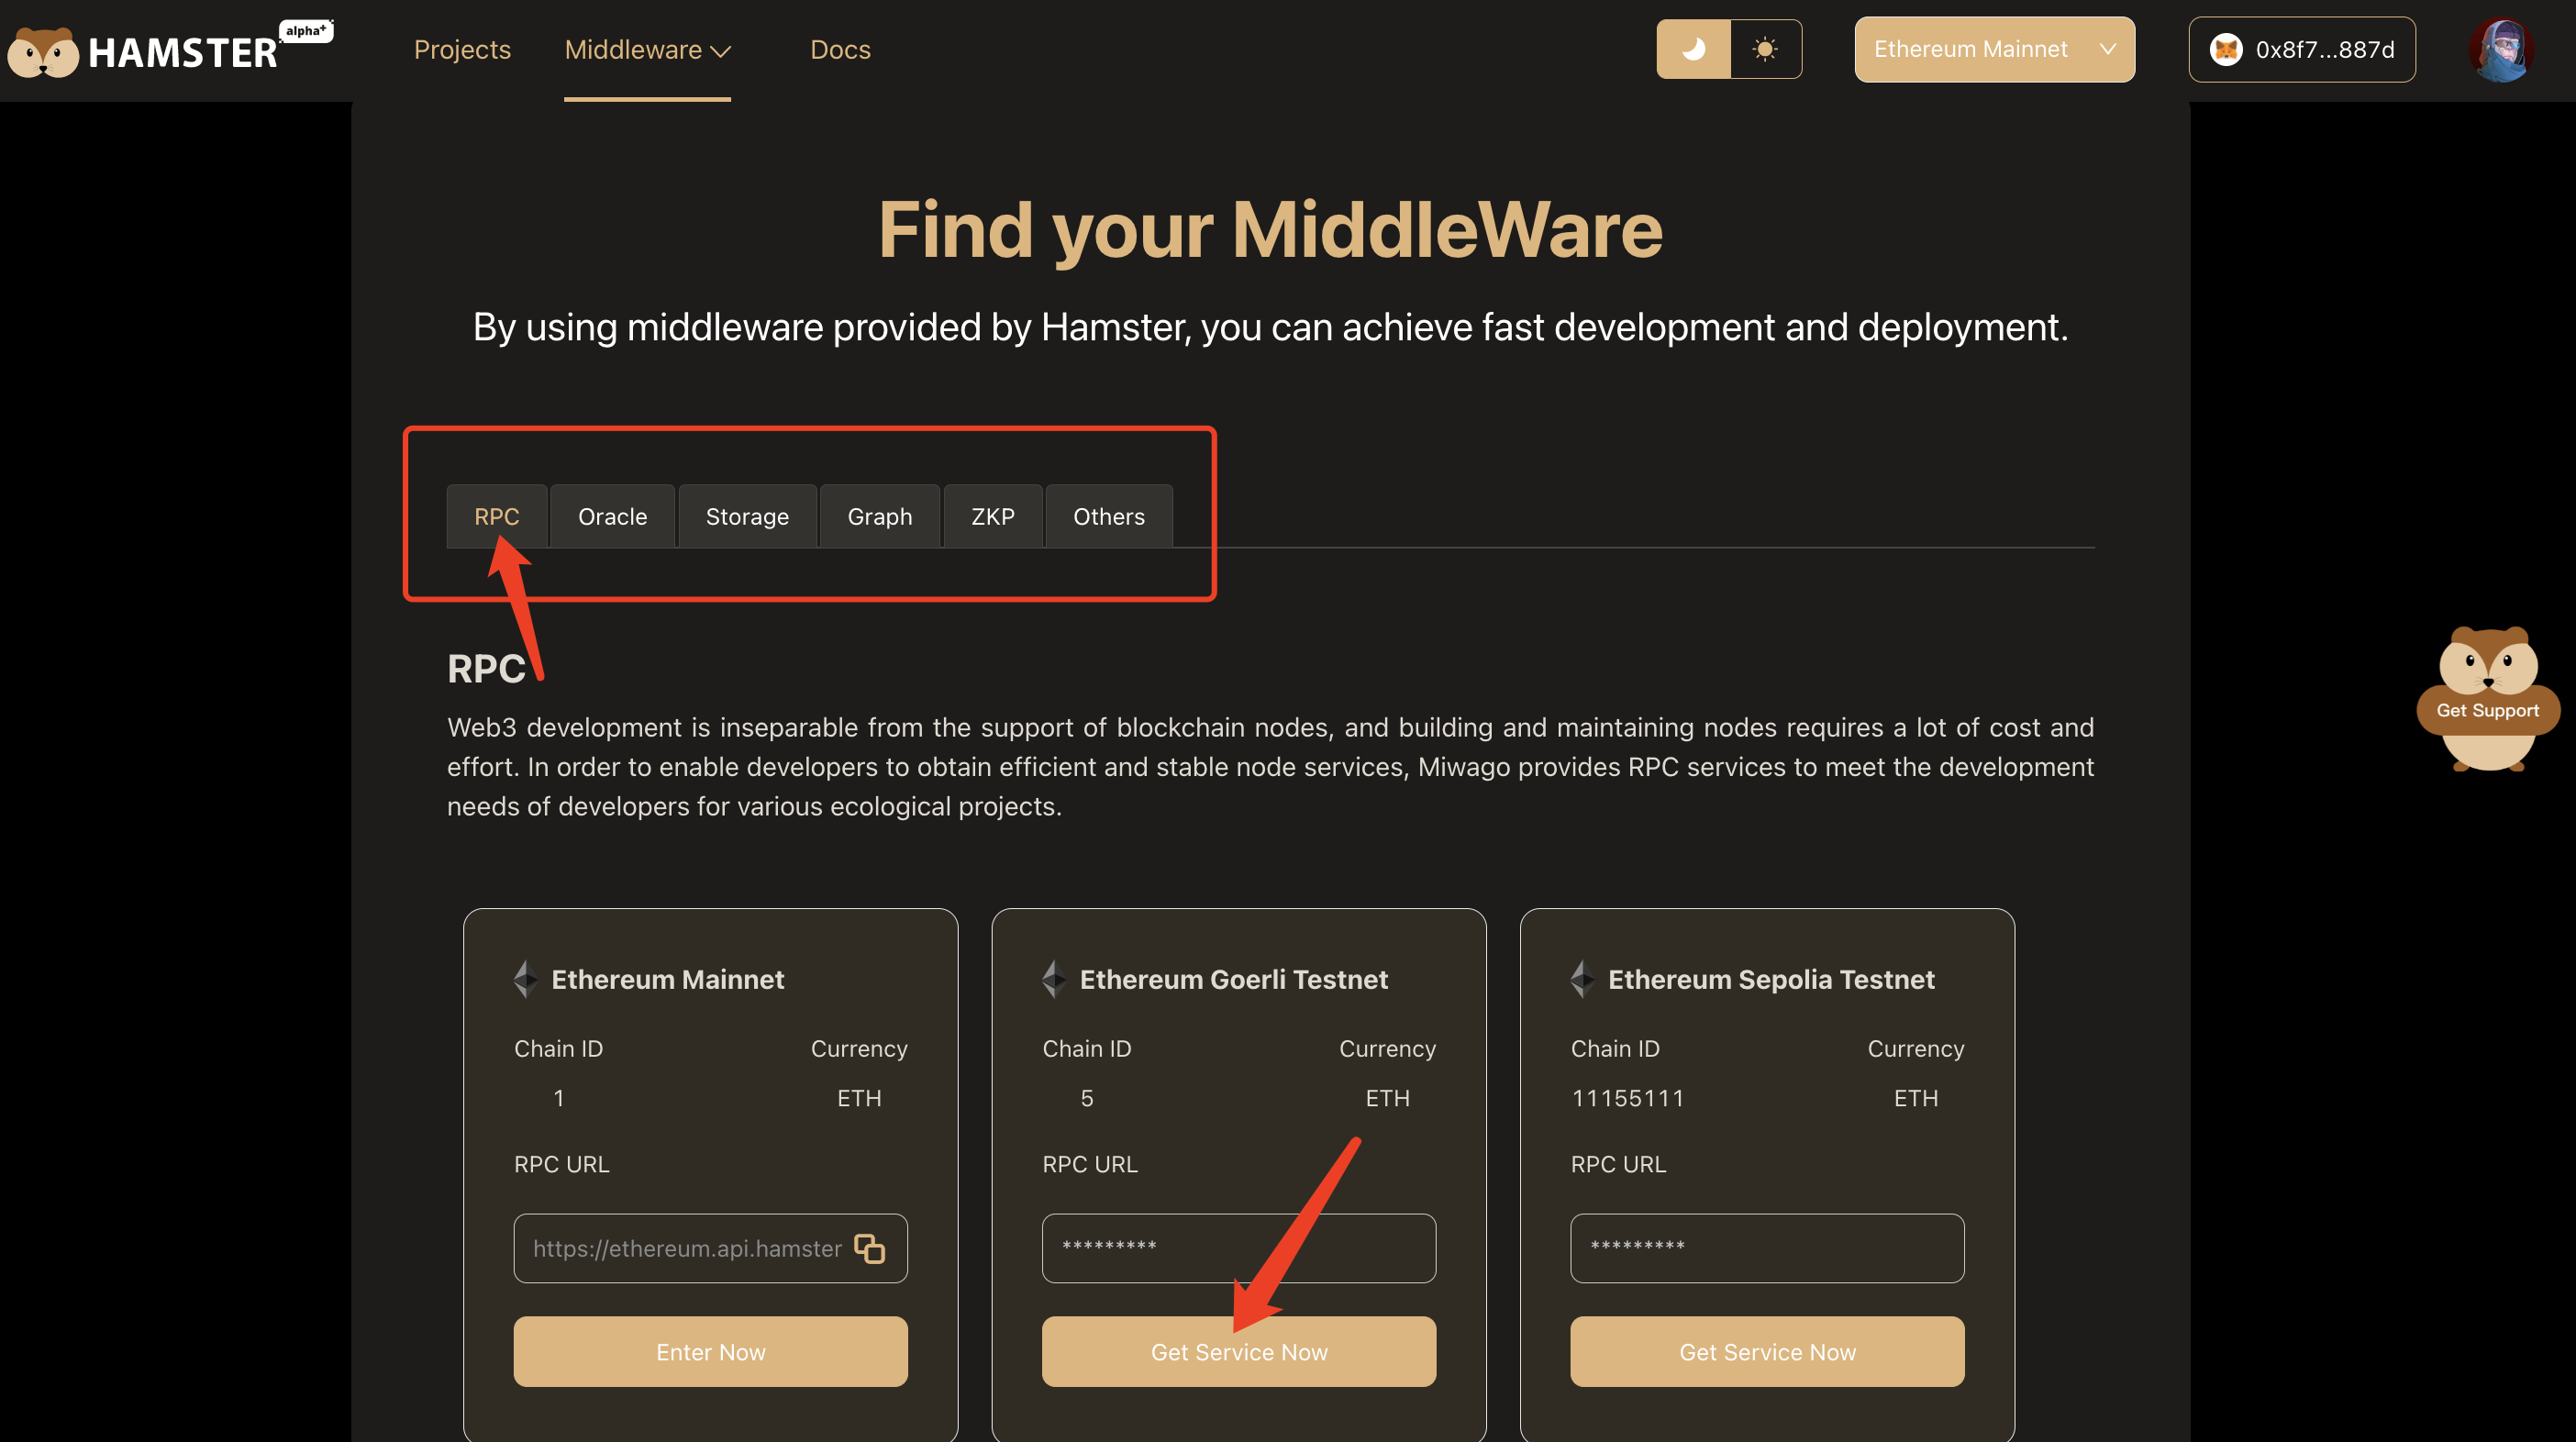 HAMSTER alpha+
Projects Middleware Docs Ethereum Mainnet 0x8f7...887d
Find your MiddleWare
By using middleware provided by Hamster, you can achieve fast development and deployment.
RPC Oracle Storage Graph ZKP Others
RPC
Web3 development is inseparable from the support of blockchain nodes, and building and maintaining nodes requires a lot of cost and
effort. In order to enable developers to obtain efficient and stable node services, Miwago provides RPC services to meet the development
needs of developers for various ecological projects.
Get Support
Ethereum Mainnet
Chain ID Currency
1 ETH
RPC URL
https://ethereum.api.hamster
Enter Now
Ethereum Goerli Testnet
Chain ID Currency
5 ETH
RPC URL
*********
Get Service Now
Ethereum Sepolia Testnet
Chain ID Currency
11155111 ETH
RPC URL
*********
Get Service Now